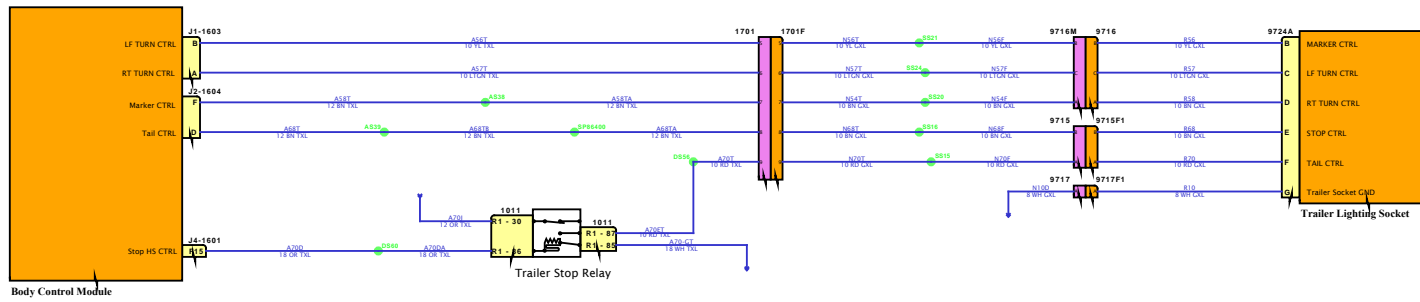 J1-1603
LF TURN CTRL
B
A56T
10 YL TXL
1701
1701F
N56T
10 YL GXL
SS21
N56F
10 YL GXL
9716M
9716
R56
10 YL GXL
9724A
B
MARKER CTRL
RT TURN CTRL
A
A57T
10 LTGN TXL
N57T
10 LTGN GXL
SS24
N57F
10 LTGN GXL
R57
10 LTGN GXL
C
LF TURN CTRL
J2-1604
Marker CTRL
F
A58T
12 BN TXL
AS38
A58TA
12 BN TXL
N54T
10 BN GXL
SS20
N54F
10 BN GXL
R58
10 BN GXL
D
RT TURN CTRL
Tail CTRL
D
A68T
12 BN TXL
AS39
A68TB
12 BN TXL
SP86400
A68TA
12 BN TXL
N68T
10 BN GXL
SS16
N68F
10 BN GXL
9715
9715F1
R68
10 BN GXL
E
STOP CTRL
DS56
A70T
10 RD TXL
N70T
10 RD GXL
SS15
N70F
10 RD GXL
R70
10 RD GXL
F
TAIL CTRL
9717
9717F1
N10D
8 WH GXL
R10
8 WH GXL
G
Trailer Socket GND
Trailer Lighting Socket
1011
A70J
12 OR TXL
R1 - 30
1011
R1 - 87
A70ET
10 RD TXL
R1 - 85
A70-GT
18 WH TXL
J4-1601
Stop HS CTRL
F15
A70D
18 OR TXL
DS60
A70DA
18 OR TXL
R1 - 86
Trailer Stop Relay
Body Control Module